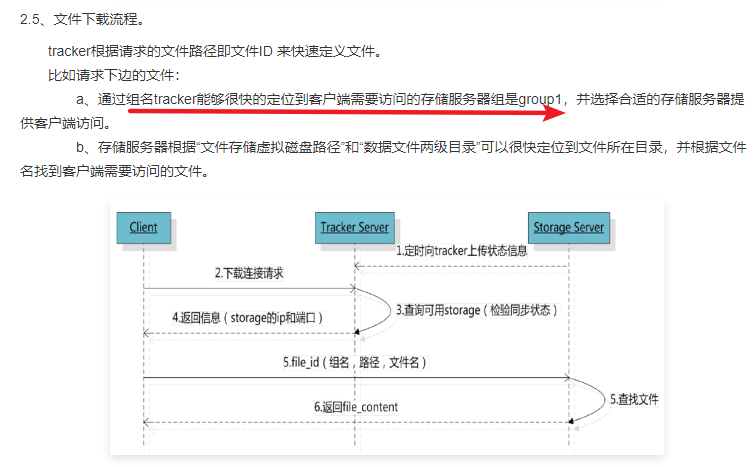 2.5、文件下载流程。
tracker根据请求的文件路径即文件ID 来快速定义文件。
比如请求下边的文件：
a、通过组名tracker能够很快的定位到客户端需要访问的存储服务器组是group1，并选择合适的存储服务器提
供客户端访问。
b、存储服务器根据“文件存储虚拟磁盘路径”和“数据文件两级目录”可以很快定位到文件所在目录，并根据文件
名找到客户端需要访问的文件。
Client
Tracker Server
Storage Server
1.定时向tracker上传状态信息
2.下载连接请求
3.查询可用storage（检验同步状态）
4.返回信息（storage的ip和端口）
5.file_id（组名，路径，文件名）
5.查找文件
6.返回file_content